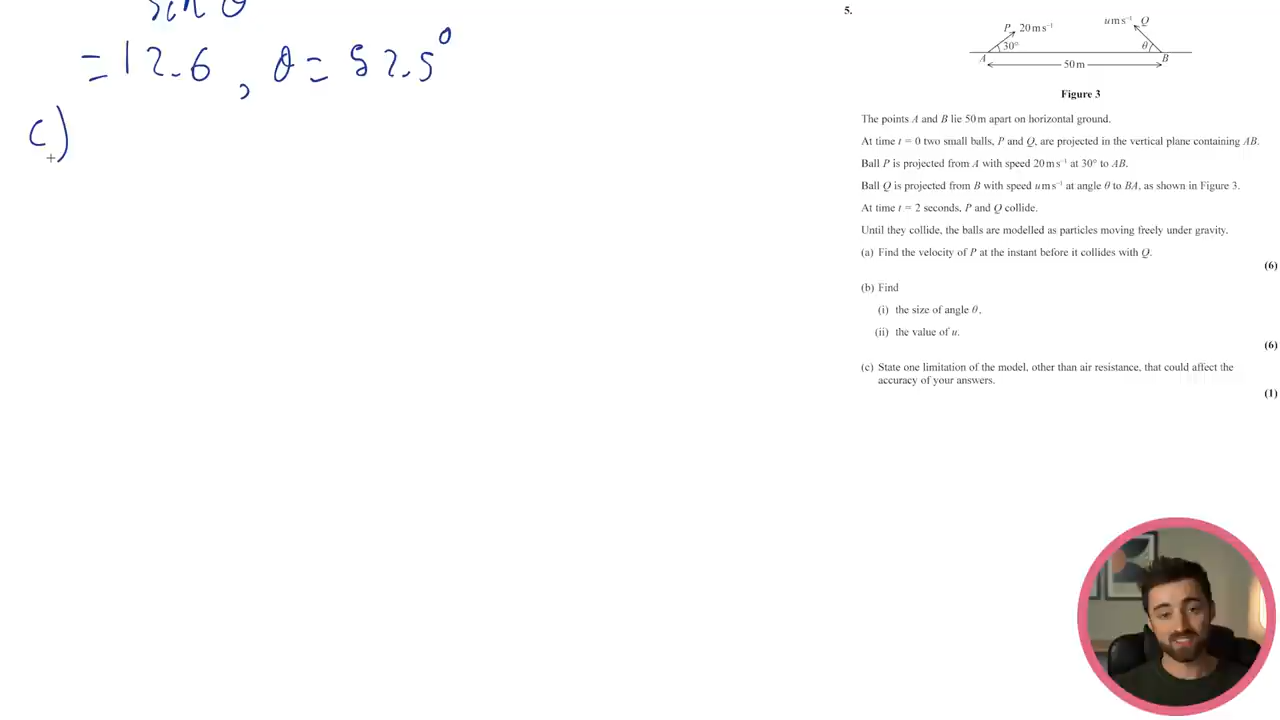 sin θ
= 12.6 , θ = 52.5°
c)
5.
P 20 m s⁻¹ u m s⁻¹ Q
30° θ
A 50 m B
Figure 3
The points A and B lie 50 m apart on horizontal ground.
At time t = 0 two small balls, P and Q, are projected in the vertical plane containing AB.
Ball P is projected from A with speed 20 m s⁻¹ at 30° to AB.
Ball Q is projected from B with speed u m s⁻¹ at angle θ to BA, as shown in Figure 3.
At time t = 2 seconds, P and Q collide.
Until they collide, the balls are modelled as particles moving freely under gravity.
(a) Find the velocity of P at the instant before it collides with Q.
(6)
(b) Find
(i) the size of angle θ,
(ii) the value of u.
(6)
(c) State one limitation of the model, other than air resistance, that could affect the
accuracy of your answers.
(1)